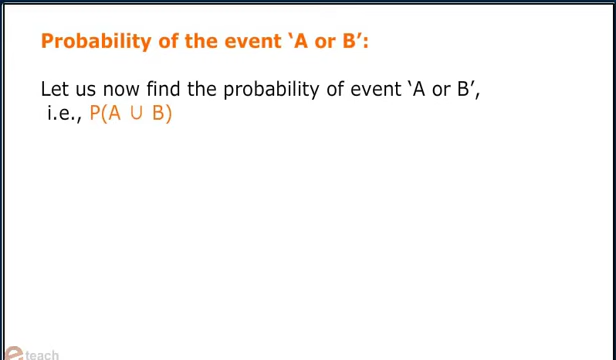 Probability of the event ‘A or B’:
Let us now find the probability of event ‘A or B’,
i.e., P(A ∪ B)
e teach